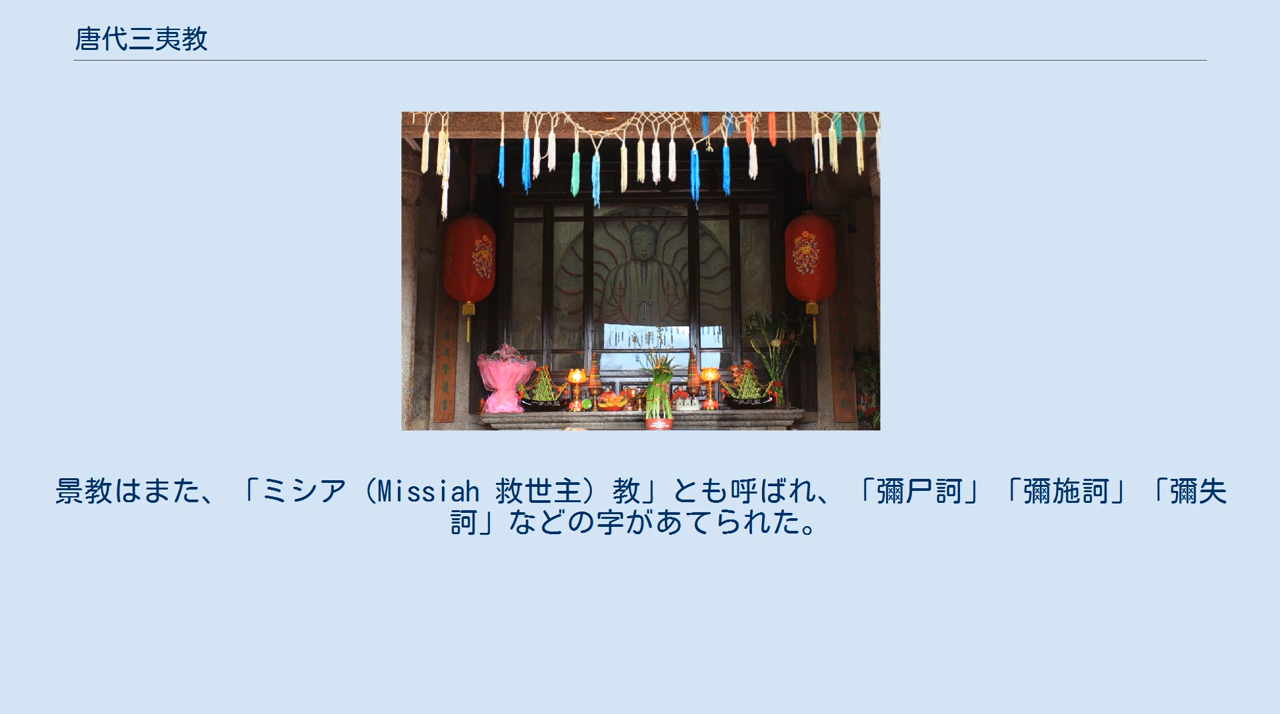 唐代三夷教
景教はまた、「ミシア（Missiah 救世主）教」とも呼ばれ、「彌尸訶」「彌施訶」「彌失
訶」などの字があてられた。